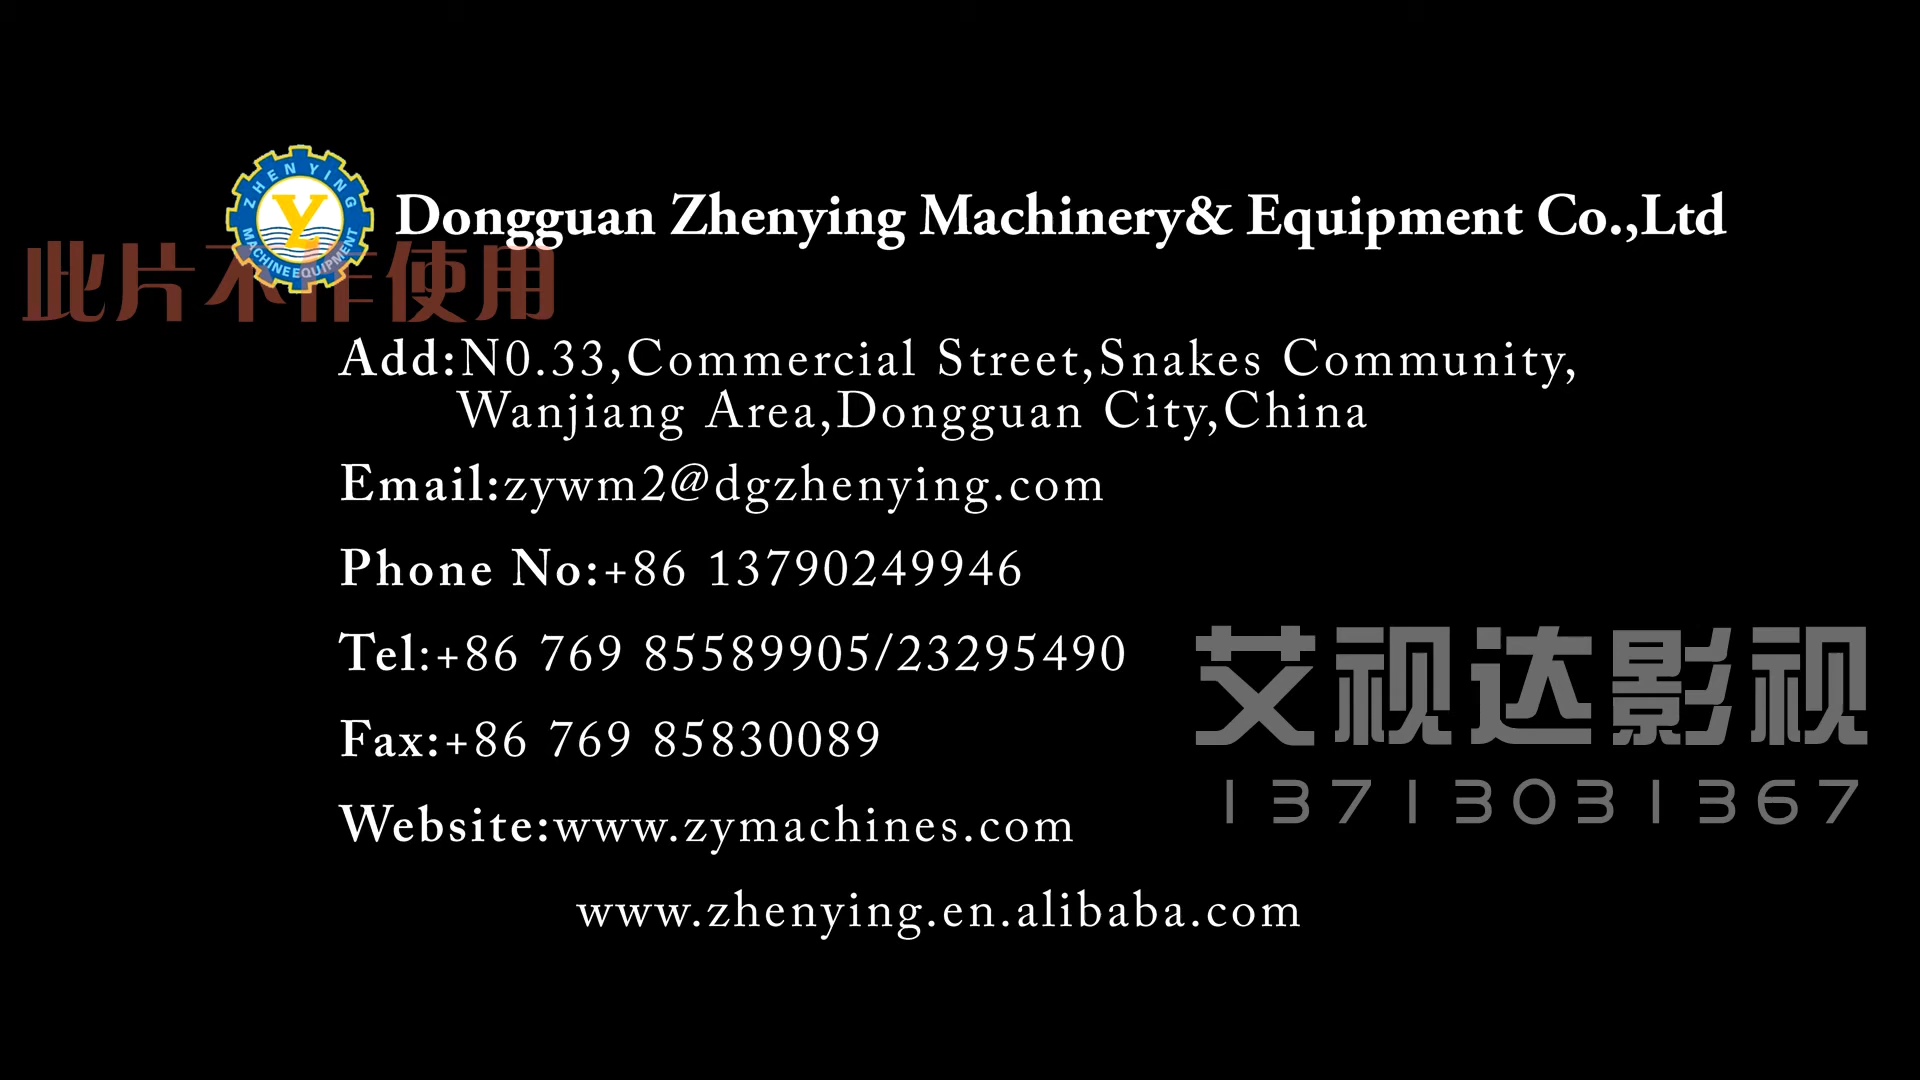 ZHENYING
Y
MACHINEEQUIPMENT
Dongguan Zhenying Machinery& Equipment Co.,Ltd
此片不作使用
Add:N0.33,Commercial Street,Snakes Community,
Wanjiang Area,Dongguan City,China
Email:zywm2@dgzhenying.com
Phone No:+86 13790249946
Tel:+86 769 85589905/23295490
艾视达影视
13713031367
Fax:+86 769 85830089
Website:www.zymachines.com
www.zhenying.en.alibaba.com